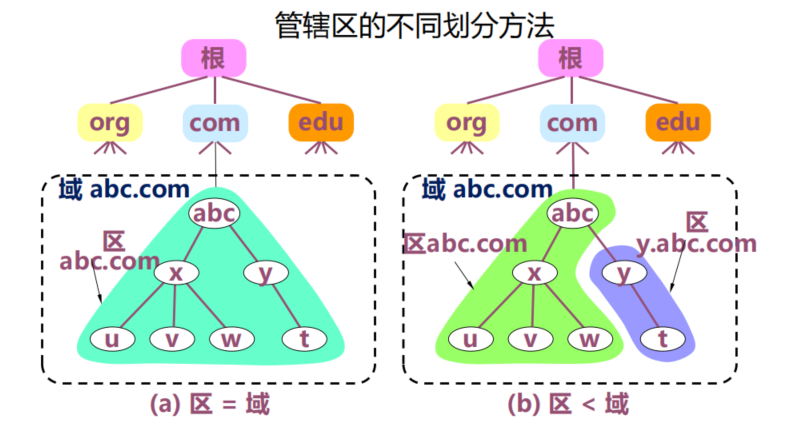 管辖区的不同划分方法
根
org
com
edu
域 abc.com
区
abc.com
abc
x
y
u
v
w
t
(a) 区 = 域
根
org
com
edu
域 abc.com
区abc.com
区
y.abc.com
abc
x
y
u
v
w
t
(b) 区 < 域